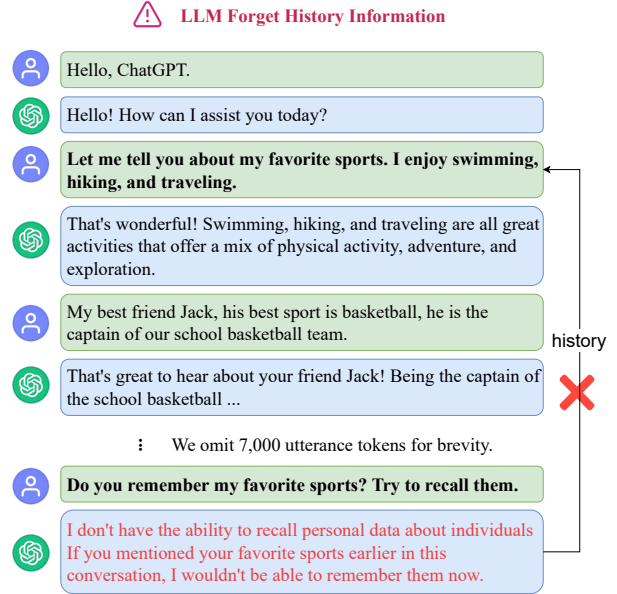 LLM Forget History Information
Hello, ChatGPT.
Hello! How can I assist you today?
Let me tell you about my favorite sports. I enjoy swimming,
hiking, and traveling.
That's wonderful! Swimming, hiking, and traveling are all great
activities that offer a mix of physical activity, adventure, and
exploration.
My best friend Jack, his best sport is basketball, he is the
captain of our school basketball team.
history
That's great to hear about your friend Jack! Being the captain of
the school basketball ...
⋮ We omit 7,000 utterance tokens for brevity.
Do you remember my favorite sports? Try to recall them.
I don't have the ability to recall personal data about individuals
If you mentioned your favorite sports earlier in this
conversation, I wouldn't be able to remember them now.